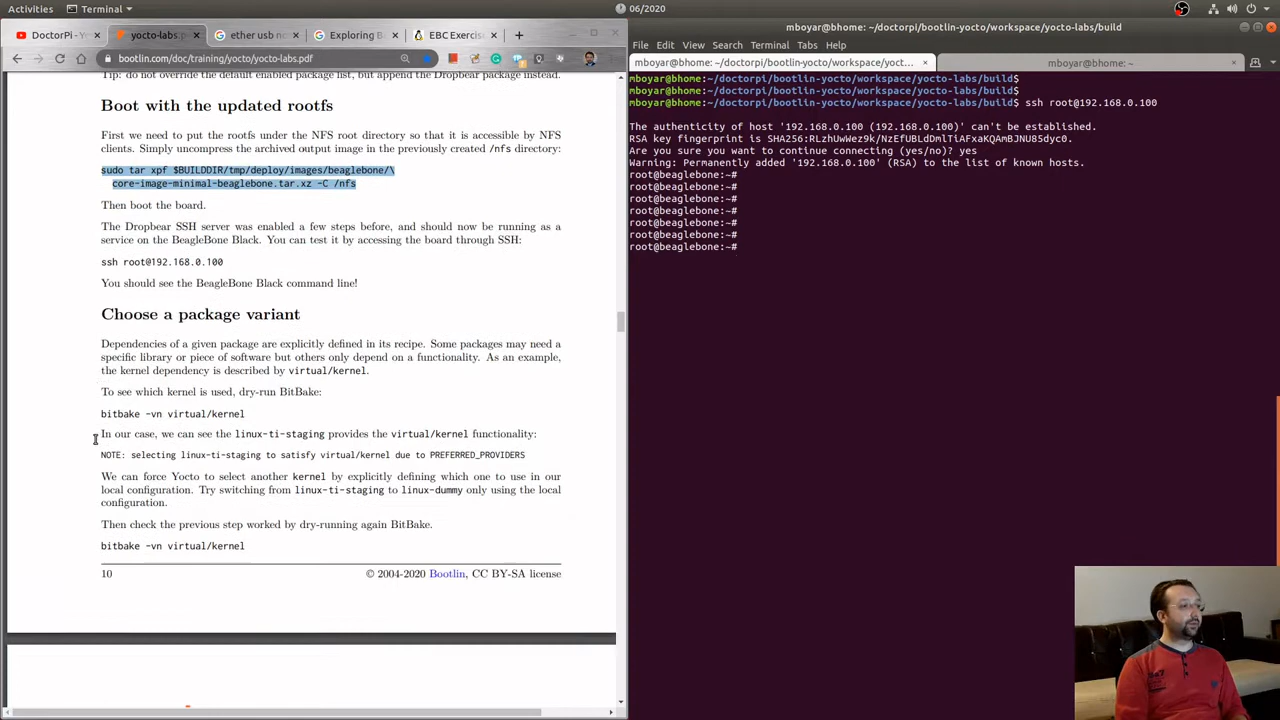 Activities
Terminal
06/2020
DoctorPi - Yo
yocto-labs.p
ether usb n
Exploring B
EBC Exercis
bootlin.com/doc/training/yocto/yocto-labs.pdf
Tip: do not override the default enabled package list, but append the Dropbear package instead.
Boot with the updated rootfs
First we need to put the rootfs under the NFS root directory so that it is accessible by NFS
clients. Simply uncompress the archived output image in the previously created /nfs directory:
sudo tar xpf $BUILDDIR/tmp/deploy/images/beaglebone/\
core-image-minimal-beaglebone.tar.xz -C /nfs
Then boot the board.
The Dropbear SSH server was enabled a few steps before, and should now be running as a
service on the BeagleBone Black. You can test it by accessing the board through SSH:
ssh root@192.168.0.100
You should see the BeagleBone Black command line!
Choose a package variant
Dependencies of a given package are explicitly defined in its recipe. Some packages may need a
specific library or piece of software but others only depend on a functionality. As an example,
the kernel dependency is described by virtual/kernel.
To see which kernel is used, dry-run BitBake:
bitbake -vn virtual/kernel
In our case, we can see the linux-ti-staging provides the virtual/kernel functionality:
NOTE: selecting linux-ti-staging to satisfy virtual/kernel due to PREFERRED_PROVIDERS
We can force Yocto to select another kernel by explicitly defining which one to use in our
local configuration. Try switching from linux-ti-staging to linux-dummy only using the local
configuration.
Then check the previous step worked by dry-running again BitBake.
bitbake -vn virtual/kernel
10
© 2004-2020 Bootlin, CC BY-SA license
mboyar@bhome: ~/doctorpi/bootlin-yocto/workspace/yocto-labs/build
File Edit View Search Terminal Tabs Help
mboyar@bhome: ~/doctorpi/bootlin-yocto/workspace/yoct...
mboyar@bhome: ~
mboyar@bhome:~/doctorpi/bootlin-yocto/workspace/yocto-labs/build$
mboyar@bhome:~/doctorpi/bootlin-yocto/workspace/yocto-labs/build$
mboyar@bhome:~/doctorpi/bootlin-yocto/workspace/yocto-labs/build$ ssh root@192.168.0.100
The authenticity of host '192.168.0.100 (192.168.0.100)' can't be established.
Are you sure you want to continue connecting (yes/no)? yes
Warning: Permanently added '192.168.0.100' (RSA) to the list of known hosts.
root@beaglebone:~#
root@beaglebone:~#
root@beaglebone:~#
root@beaglebone:~#
root@beaglebone:~#
root@beaglebone:~#
root@beaglebone:~#